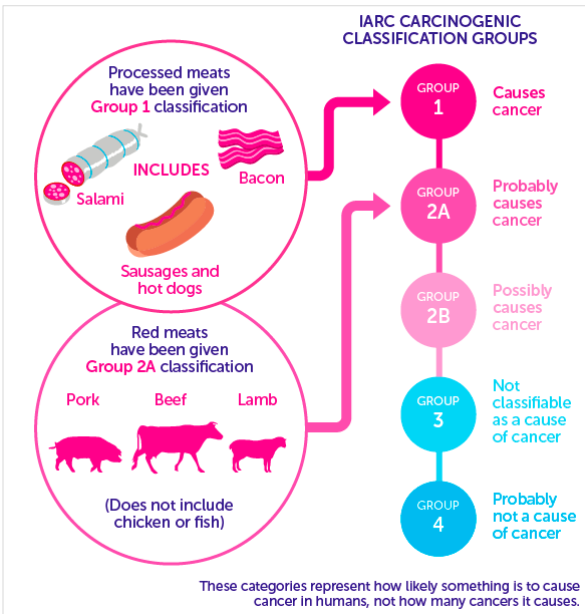 IARC CARCINOGENIC
CLASSIFICATION GROUPS
Processed meats
have been given
Group 1 classification
INCLUDES
Salami
Bacon
Sausages and
hot dogs
Red meats
have been given
Group 2A classification
Pork
Beef
Lamb
(Does not include
chicken or fish)
GROUP
1
Causes
cancer
GROUP
2A
Probably
causes
cancer
GROUP
2B
Possibly
causes
cancer
GROUP
3
Not
classifiable
as a cause
of cancer
GROUP
4
Probably
not a cause
of cancer
These categories represent how likely something is to cause
cancer in humans, not how many cancers it causes.